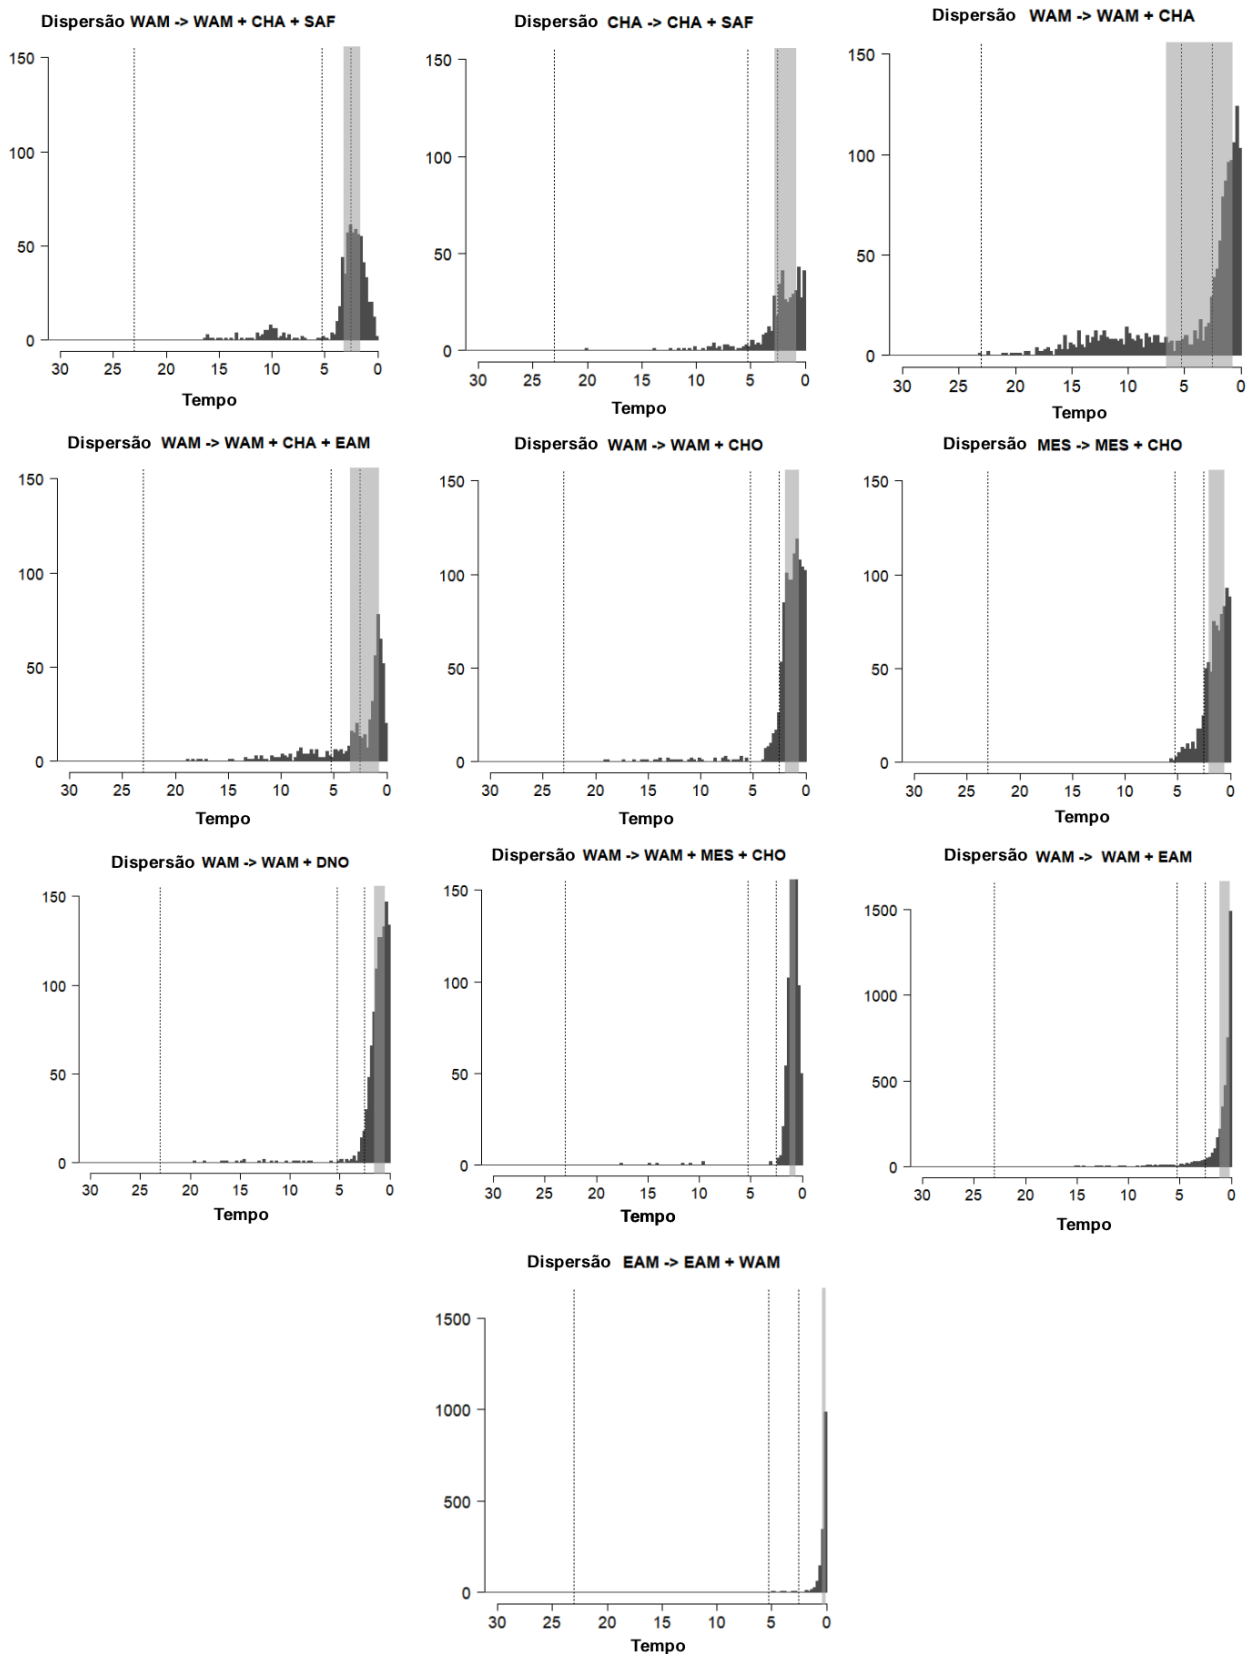 Dispersão WAM -> WAM + CHA + SAF
150
100
50
0
30 25 20 15 10 5 0
Tempo
Dispersão CHA -> CHA + SAF
150
100
50
0
30 25 20 15 10 5 0
Tempo
Dispersão WAM -> WAM + CHA
150
100
50
0
30 25 20 15 10 5 0
Tempo
Dispersão WAM -> WAM + CHA + EAM
150
100
50
0
30 25 20 15 10 5 0
Tempo
Dispersão WAM -> WAM + CHO
150
100
50
0
30 25 20 15 10 5 0
Tempo
Dispersão MES -> MES + CHO
150
100
50
0
30 25 20 15 10 5 0
Tempo
Dispersão WAM -> WAM + DNO
150
100
50
0
30 25 20 15 10 5 0
Tempo
Dispersão WAM -> WAM + MES + CHO
150
100
50
0
30 25 20 15 10 5 0
Tempo
Dispersão WAM -> WAM + EAM
1500
1000
500
0
30 25 20 15 10 5 0
Tempo
Dispersão EAM -> EAM + WAM
1500
1000
500
0
30 25 20 15 10 5 0
Tempo